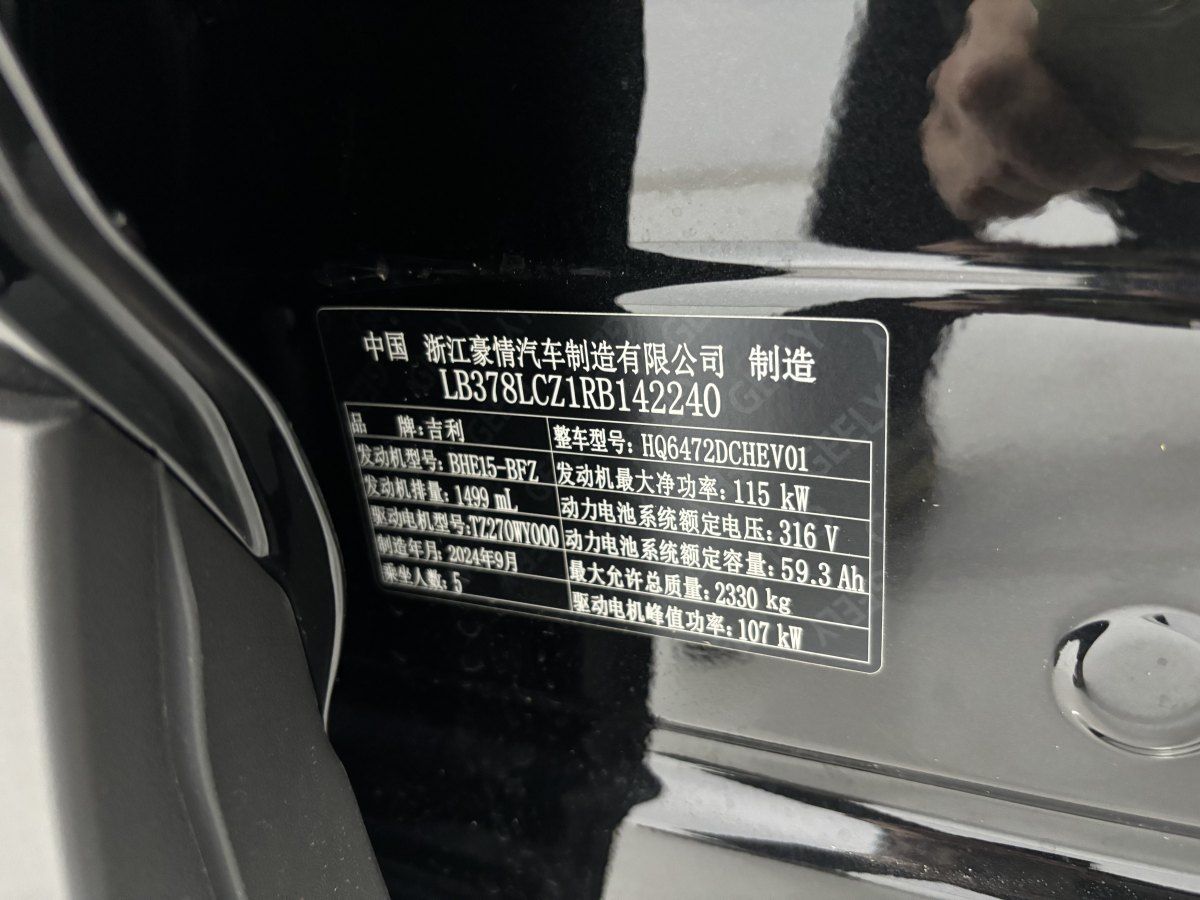 中国 浙江豪情汽车制造有限公司 制造
LB378LCZ1RB142240
品 牌:吉利 整车型号:HQ6472DCHEV01
发动机型号:BHE15-BFZ 发动机最大净功率:115 kW
发动机排量:1499 mL 动力电池系统额定电压:316 V
驱动电机型号:TZ270WY000 动力电池系统额定容量:59.3 Ah
制造年月:2024年9月 最大允许总质量:2330 kg
乘坐人数:5 驱动电机峰值功率:107 kW